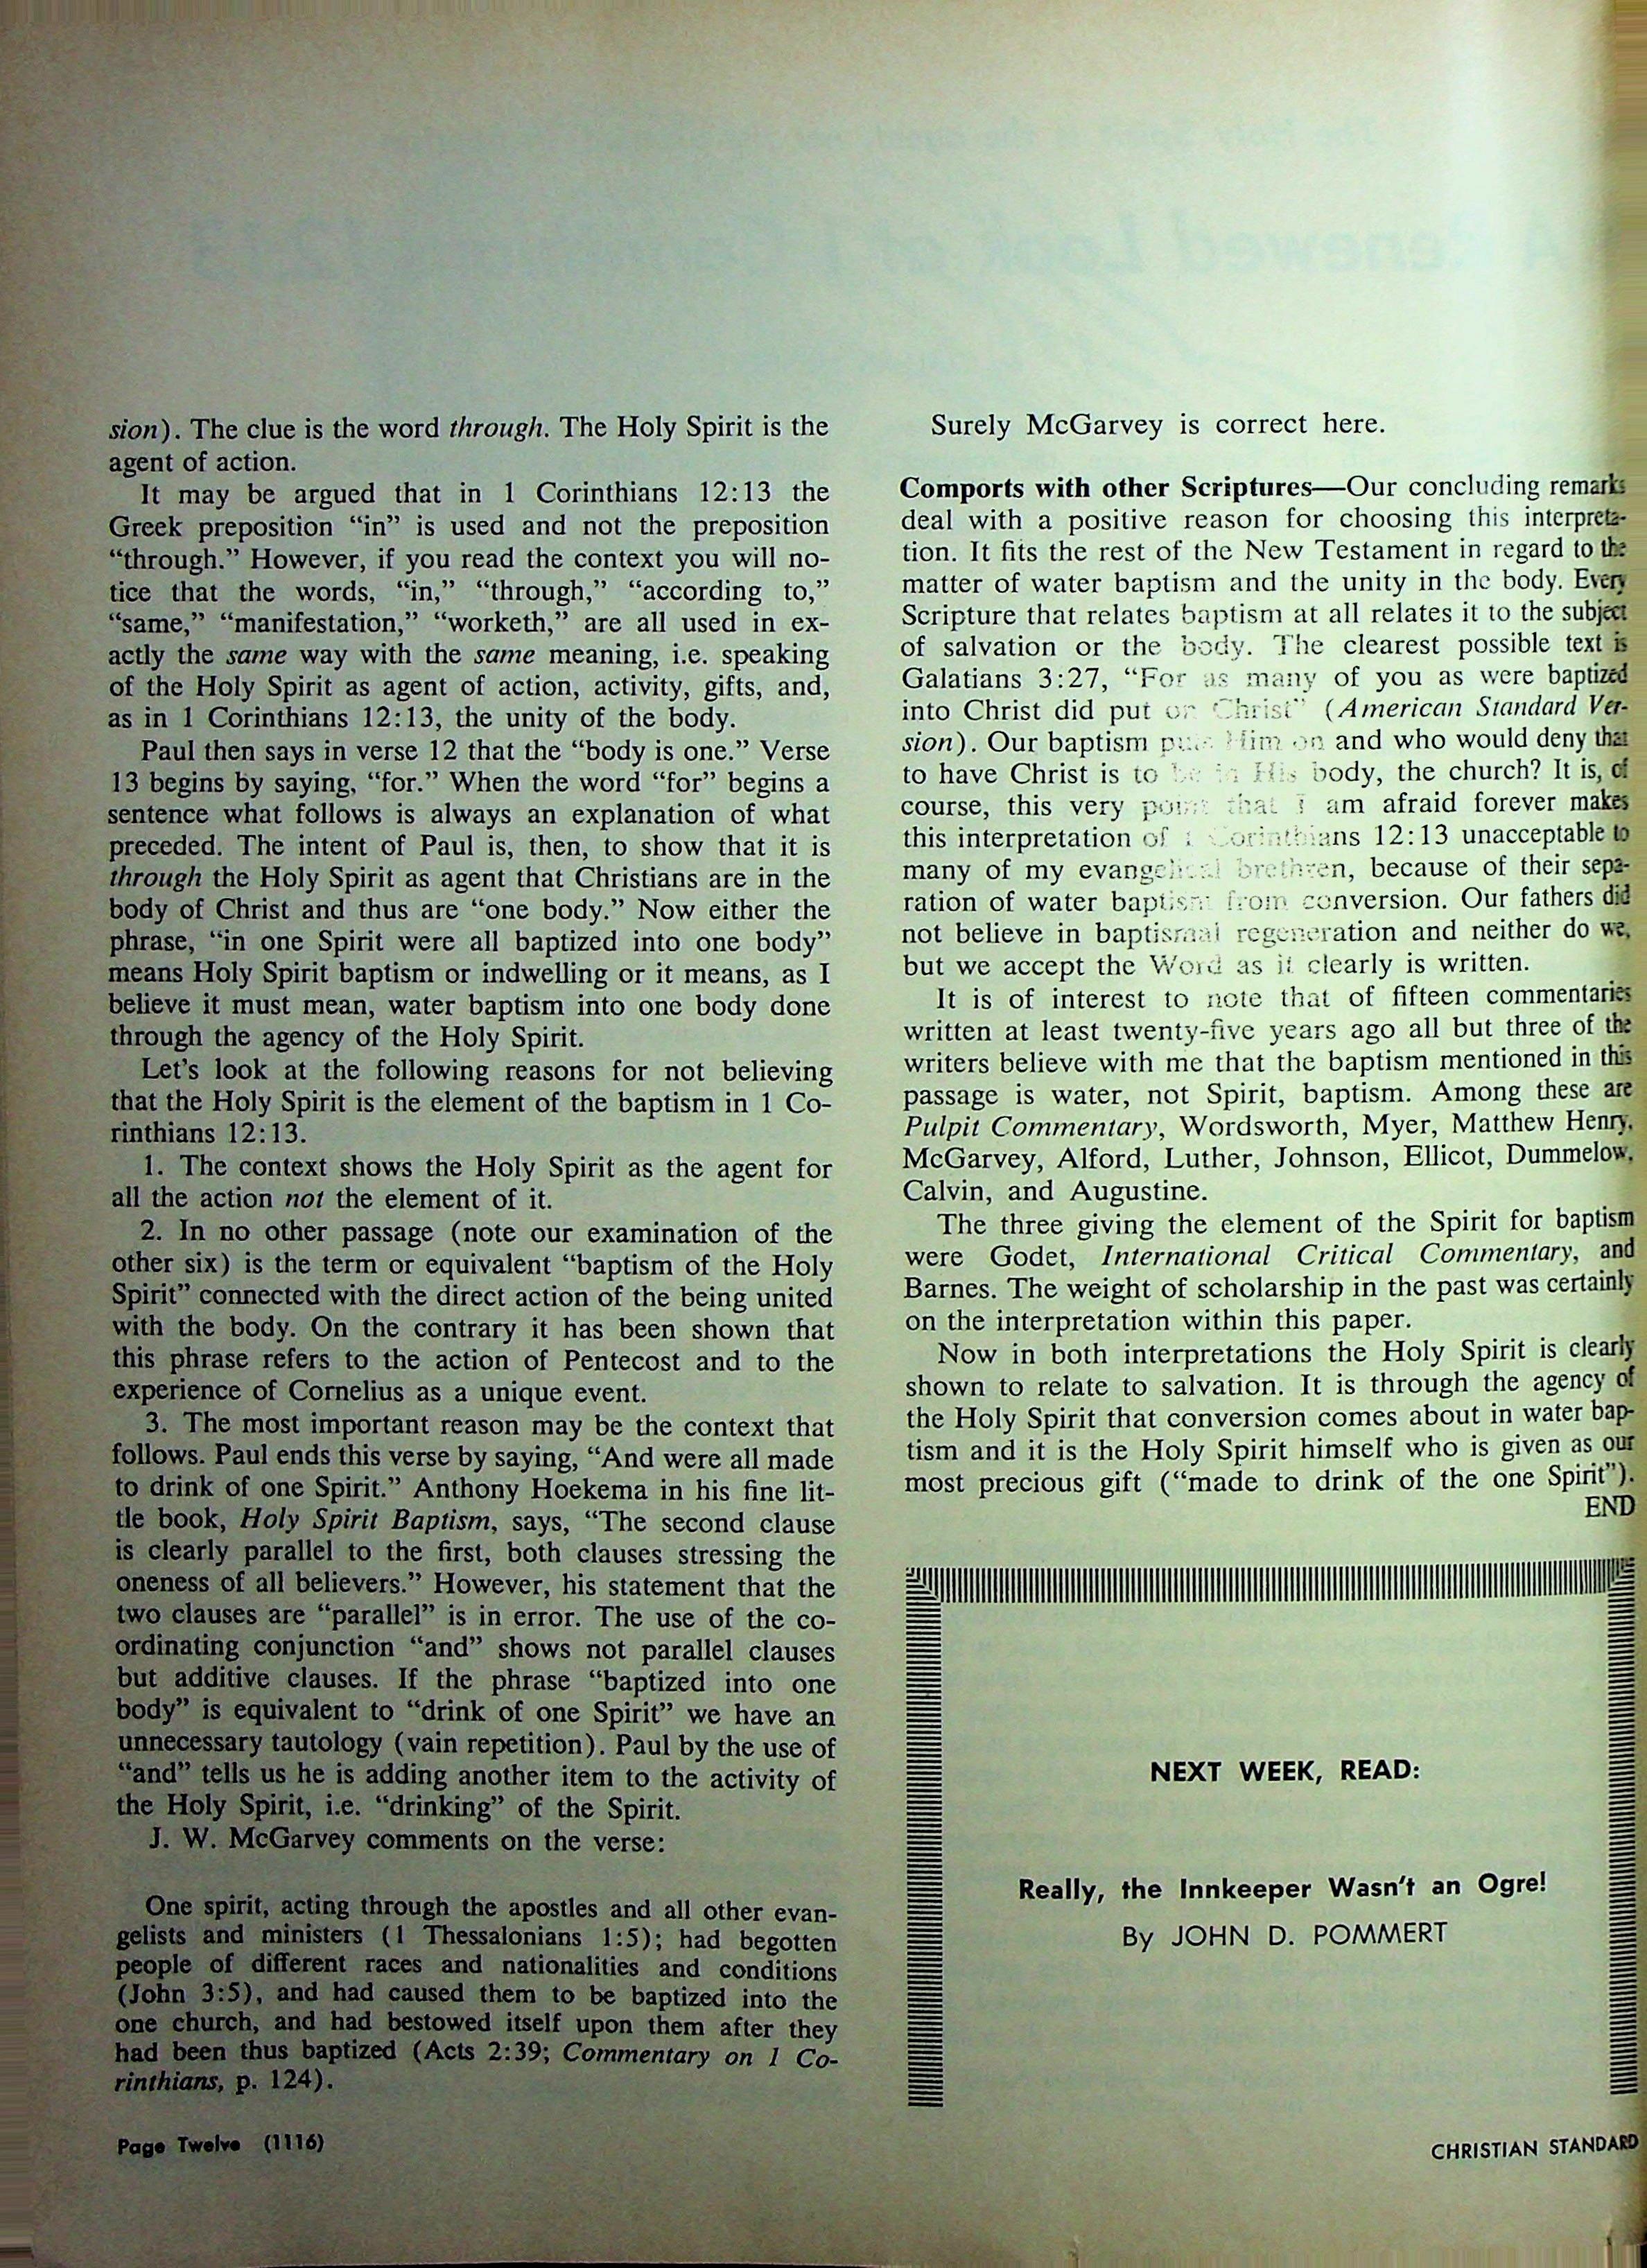 sion). The clue is the word through. The Holy Spirit is the
agent of action.
It may be argued that in 1 Corinthians 12:13 the
Greek preposition “in” is used and not the preposition
“through.” However, if you read the context you will no-
tice that the words, “in,” “through,” “according to,”
“same,” “manifestation,” “worketh,” are all used in ex-
actly the same way with the same meaning, i.e. speaking
of the Holy Spirit as agent of action, activity, gifts, and,
as in 1 Corinthians 12:13, the unity of the body.
Paul then says in verse 12 that the “body is one.” Verse
13 begins by saying, “for.” When the word “for” begins a
sentence what follows is always an explanation of what
preceded. The intent of Paul is, then, to show that it is
through the Holy Spirit as agent that Christians are in the
body of Christ and thus are “one body.” Now either the
phrase, “in one Spirit were all baptized into one body”
means Holy Spirit baptism or indwelling or it means, as I
believe it must mean, water baptism into one body done
through the agency of the Holy Spirit.
Let’s look at the following reasons for not believing
that the Holy Spirit is the element of the baptism in 1 Co-
rinthians 12:13.
1. The context shows the Holy Spirit as the agent for
all the action not the element of it.
2. In no other passage (note our examination of the
other six) is the term or equivalent “baptism of the Holy
Spirit” connected with the direct action of the being united
with the body. On the contrary it has been shown that
this phrase refers to the action of Pentecost and to the
experience of Cornelius as a unique event.
3. The most important reason may be the context that
follows. Paul ends this verse by saying, “And were all made
to drink of one Spirit.” Anthony Hoekema in his fine lit-
tle book, Holy Spirit Baptism, says, “The second clause
is clearly parallel to the first, both clauses stressing the
oneness of all believers.” However, his statement that the
two clauses are “parallel” is in error. The use of the co-
ordinating conjunction “and” shows not parallel clauses
but additive clauses. If the phrase “baptized into one
body” is equivalent to “drink of one Spirit” we have an
unnecessary tautology (vain repetition). Paul by the use of
“and” tells us he is adding another item to the activity of
the Holy Spirit, i.e. “drinking” of the Spirit.
J. W. McGarvey comments on the verse:
One spirit, acting through the apostles and all other evan-
gelists and ministers (1 Thessalonians 1:5); had begotten
people of different races and nationalities and conditions
(John 3:5), and had caused them to be baptized into the
one church, and had bestowed itself upon them after they
had been thus baptized (Acts 2:39; Commentary on 1 Co-
rinthians, p. 124).
Page Twelve (1116)
Surely McGarvey is correct here.
Comports with other Scriptures—Our concluding remarks
deal with a positive reason for choosing this interpreta-
tion. It fits the rest of the New Testament in regard to the
matter of water baptism and the unity in the body. Every
Scripture that relates baptism at all relates it to the subject
of salvation or the body. The clearest possible text is
Galatians 3:27, “For as many of you as were baptized
into Christ did put on Christ” (American Standard Ver-
sion). Our baptism puts Him on and who would deny that
to have Christ is to be in His body, the church? It is, of
course, this very point that I am afraid forever makes
this interpretation of 1 Corinthians 12:13 unacceptable to
many of my evangelical brethren, because of their sepa-
ration of water baptism from conversion. Our fathers did
not believe in baptismal regeneration and neither do we,
but we accept the Word as it clearly is written.
It is of interest to note that of fifteen commentaries
written at least twenty-five years ago all but three of the
writers believe with me that the baptism mentioned in this
passage is water, not Spirit, baptism. Among these are
Pulpit Commentary, Wordsworth, Myer, Matthew Henry,
McGarvey, Alford, Luther, Johnson, Ellicot, Dummelow,
Calvin, and Augustine.
The three giving the element of the Spirit for baptism
were Godet, International Critical Commentary, and
Barnes. The weight of scholarship in the past was certainly
on the interpretation within this paper.
Now in both interpretations the Holy Spirit is clearly
shown to relate to salvation. It is through the agency of
the Holy Spirit that conversion comes about in water bap-
tism and it is the Holy Spirit himself who is given as our
most precious gift (“made to drink of the one Spirit”).
END
NEXT WEEK, READ:
Really, the Innkeeper Wasn’t an Ogre!
By JOHN D. POMMERT
CHRISTIAN STANDARD